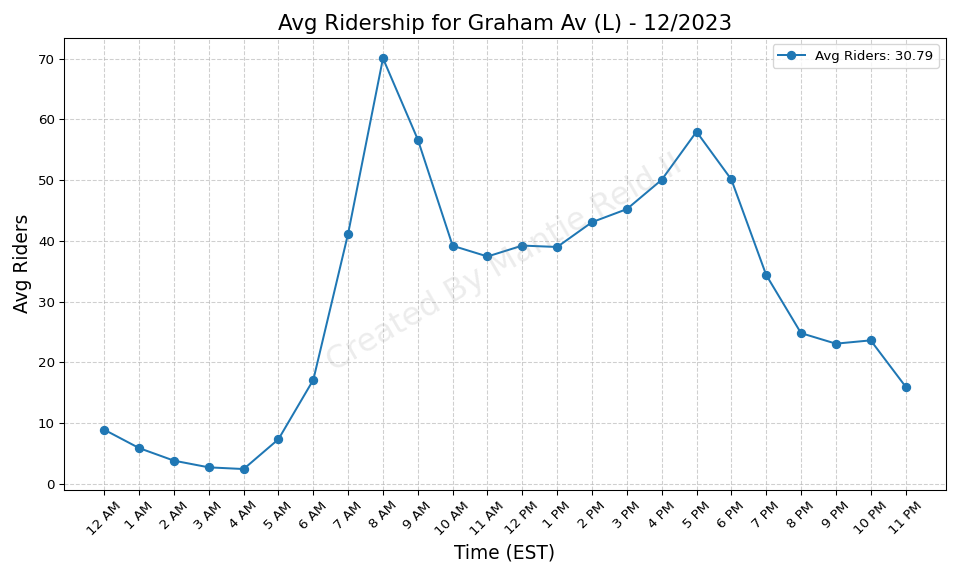 Avg Ridership for Graham Av (L) - 12/2023
Avg Riders: 30.79
Avg Riders
70
60
50
40
30
20
10
0
Created By Mantie Reid II
12 AM
1 AM
2 AM
3 AM
4 AM
5 AM
6 AM
7 AM
8 AM
9 AM
10 AM
11 AM
12 PM
1 PM
2 PM
3 PM
4 PM
5 PM
6 PM
7 PM
8 PM
9 PM
10 PM
11 PM
Time (EST)